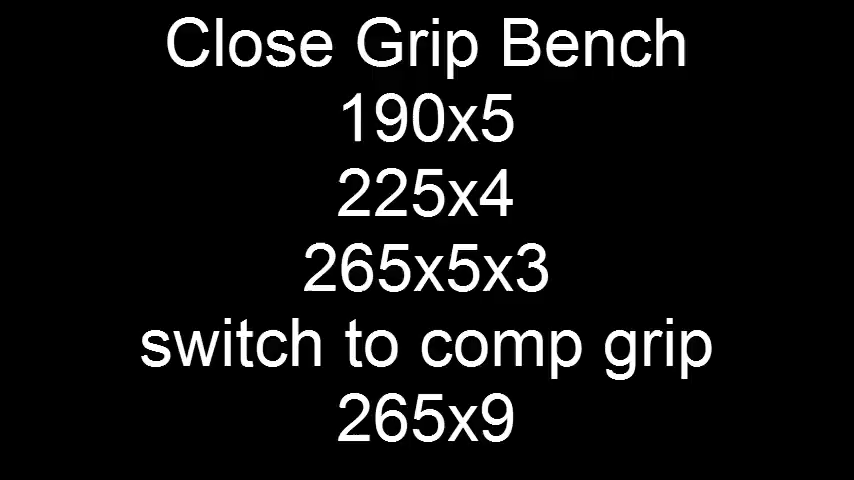 Close Grip Bench
190x5
225x4
265x5x3
switch to comp grip
265x9